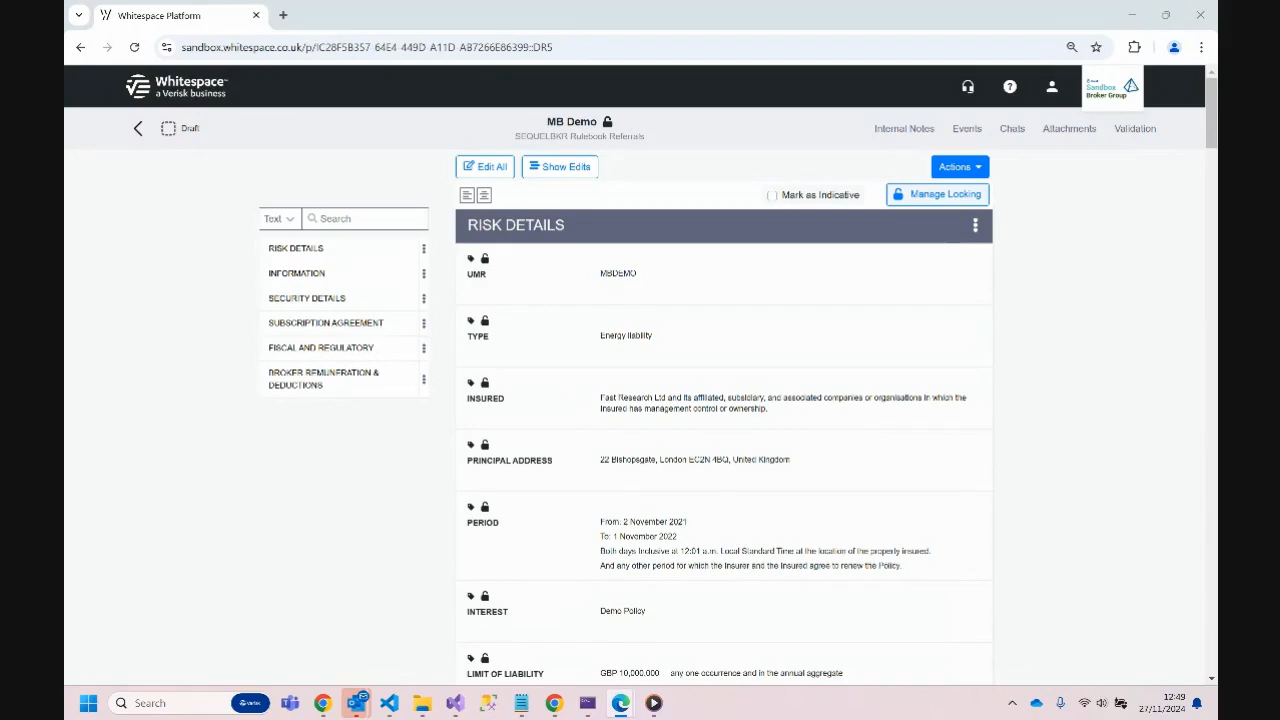 Whitespace Platform
sandbox.whitespace.co.uk/p/IC28F5B357 64E4 449D A11D AB7266E86399::DR5
Whitespace™
a Verisk business
Sandbox
Broker Group
Draft
MB Demo
SEQUELBKR Rulebook Referrals
Internal Notes Events Chats Attachments Validation
Edit All Show Edits Actions
Mark as Indicative Manage Locking
Text Search
RISK DETAILS
INFORMATION
SECURITY DETAILS
SUBSCRIPTION AGREEMENT
FISCAL AND REGULATORY
BROKER REMUNERATION &
DEDUCTIONS
RISK DETAILS
UMR MBDEMO
TYPE Energy liability
INSURED Fast Research Ltd and its affiliated, subsidiary, and associated companies or organisations in which the
insured has management control or ownership.
PRINCIPAL ADDRESS 22 Bishopsgate, London EC2N 4BQ, United Kingdom
PERIOD From: 2 November 2021
To: 1 November 2022
Both days Inclusive at 12:01 a.m. Local Standard Time at the location of the property insured.
And any other period for which the Insurer and the Insured agree to renew the Policy.
INTEREST Demo Policy
LIMIT OF LIABILITY GBP 10,000,000 any one occurrence and in the annual aggregate
Search
12:49
27/11/2024